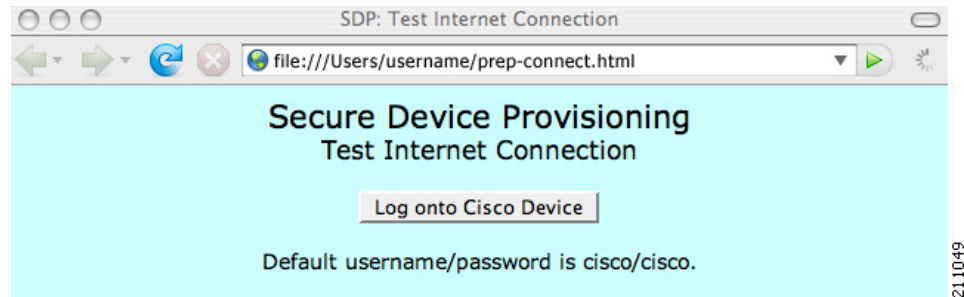 SDP: Test Internet Connection
file:///Users/username/prep-connect.html
Secure Device Provisioning
Test Internet Connection
Log onto Cisco Device
Default username/password is cisco/cisco.
211049